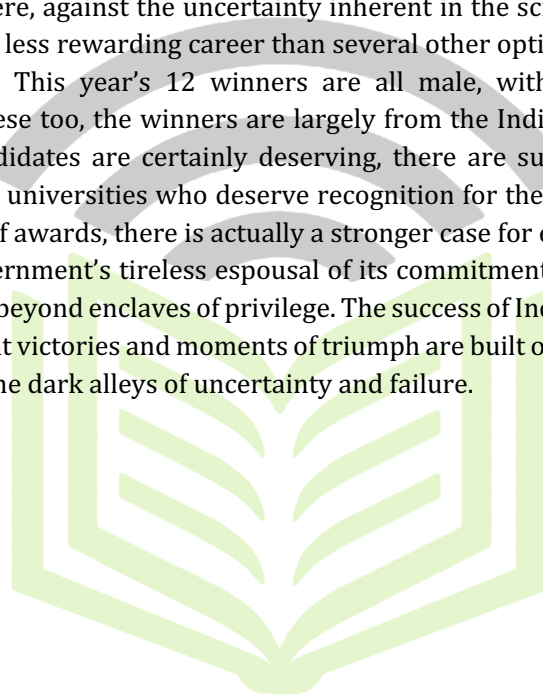 ere, against the uncertainty inherent in the sc
less rewarding career than several other opti
This year’s 12 winners are all male, with
ese too, the winners are largely from the Indi
didates are certainly deserving, there are su
universities who deserve recognition for the
f awards, there is actually a stronger case for e
ernment’s tireless espousal of its commitment
beyond enclaves of privilege. The success of In
t victories and moments of triumph are built o
ne dark alleys of uncertainty and failure.